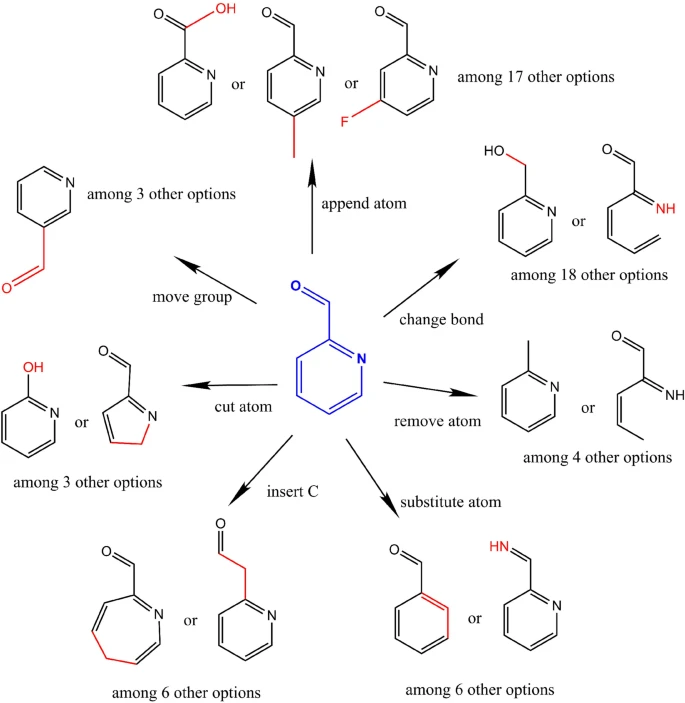 O
OH
N
or
O
N
F
or
O
N
among 17 other options
N
O
among 3 other options
HO
N
or
O
NH
among 18 other options
append atom
move group
change bond
O
N
OH
N
or
O
N
among 3 other options
cut atom
remove atom
N
or
O
NH
among 4 other options
insert C
substitute atom
O
N
or
O
N
among 6 other options
O
or
HN
N
among 6 other options